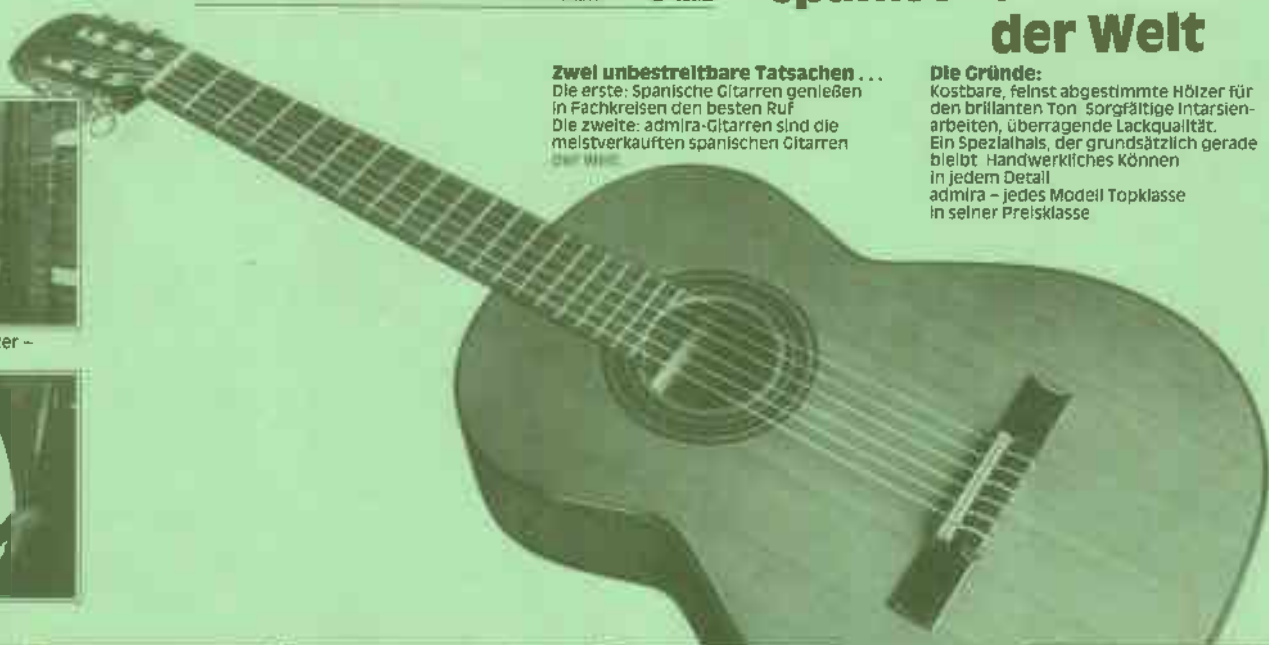 der Welt
Zwei unbestreitbare Tatsachen...
Die erste: Spanische Gitarren genießen
in Fachkreisen den besten Ruf
Die zweite: admira-Gitarren sind die
meistverkauften spanischen Gitarren
der Welt.
Die Gründe:
Kostbare, feinst abgestimmte Hölzer für
den brillanten Ton Sorgfältige Intarsien-
arbeiten, überragende Lackqualität.
Ein Spezialhals, der grundsätzlich gerade
bleibt Handwerkliches Können
in jedem Detail
admira – jedes Modell Topklasse
in seiner Preisklasse